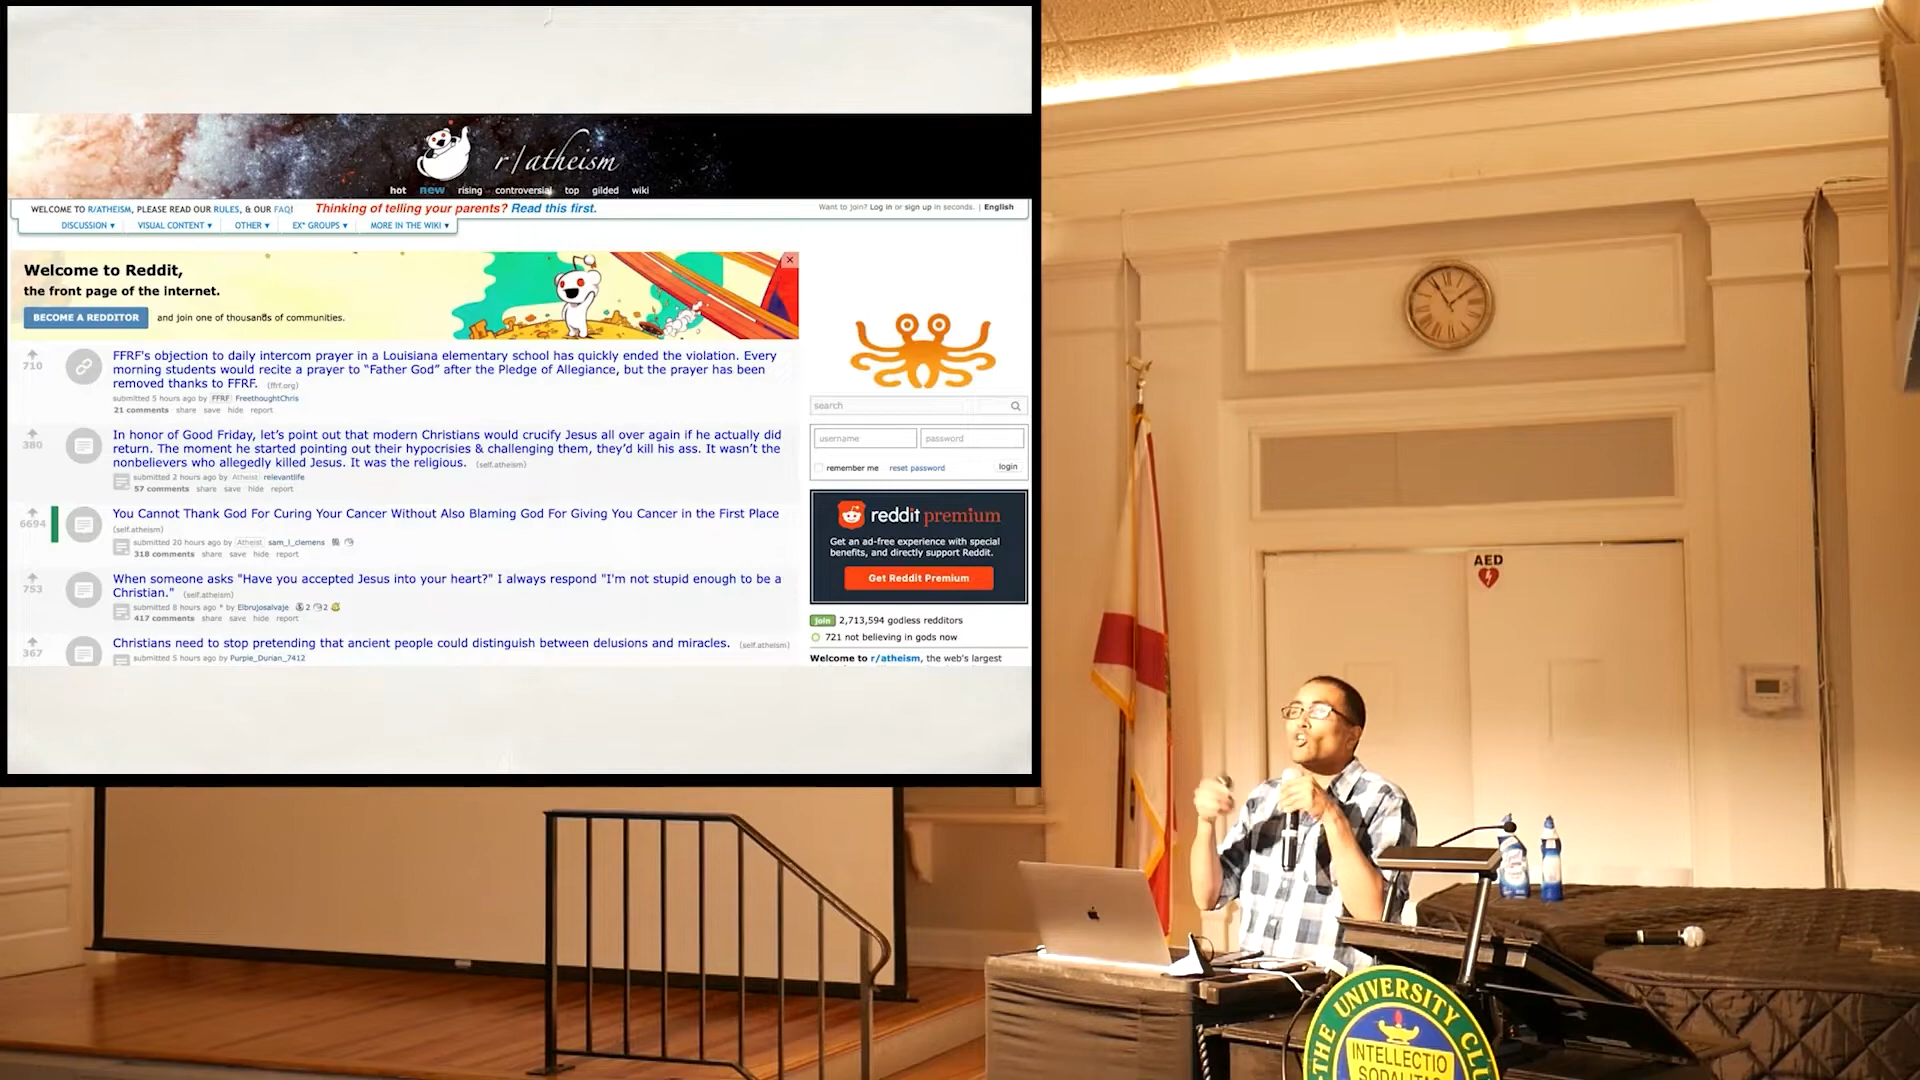 r/atheism
hot new rising controversial top gilded wiki
WELCOME TO R/ATHEISM, PLEASE READ OUR RULES, & OUR FAQ! Thinking of telling your parents? Read this first. Want to join? Log in or sign up in seconds. | English
DISCUSSION ▾ VISUAL CONTENT ▾ OTHER ▾ EX* GROUPS ▾ MORE IN THE WIKI ▾
Welcome to Reddit,
the front page of the internet.
BECOME A REDDITOR and join one of thousands of communities.
710
FFRF's objection to daily intercom prayer in a Louisiana elementary school has quickly ended the violation. Every
morning students would recite a prayer to “Father God” after the Pledge of Allegiance, but the prayer has been
removed thanks to FFRF. (ffrf.org)
submitted 5 hours ago by FFRF FreethoughtChris
21 comments share save hide report
380
In honor of Good Friday, let’s point out that modern Christians would crucify Jesus all over again if he actually did
return. The moment he started pointing out their hypocrisies & challenging them, they’d kill his ass. It wasn’t the
nonbelievers who allegedly killed Jesus. It was the religious. (self.atheism)
submitted 2 hours ago by Atheist relevantlife
57 comments share save hide report
6694
You Cannot Thank God For Curing Your Cancer Without Also Blaming God For Giving You Cancer in the First Place
(self.atheism)
submitted 20 hours ago by Atheist sam_l_clemens
318 comments share save hide report
753
When someone asks "Have you accepted Jesus into your heart?" I always respond "I'm not stupid enough to be a
Christian." (self.atheism)
submitted 8 hours ago * by Elbrujosalvaje 2 2
417 comments share save hide report
367
Christians need to stop pretending that ancient people could distinguish between delusions and miracles. (self.atheism)
submitted 5 hours ago by Purple_Durian_7412
search
username password
remember me reset password login
reddit premium
Get an ad-free experience with special
benefits, and directly support Reddit.
Get Reddit Premium
join 2,713,594 godless redditors
721 not believing in gods now
Welcome to r/atheism, the web's largest
AED
THE UNIVERSITY CLU
INTELLECTIO
SODALITAS